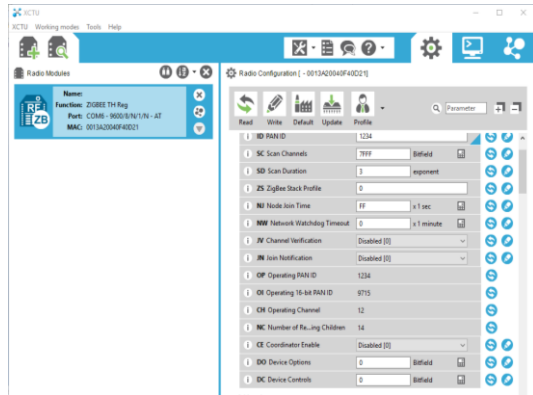 XCTU
XCTU Working modes Tools Help
Radio Modules
Radio Configuration [ - 0013A20040F40D21]
Name:
Function: ZIGBEE TH Reg
Port: COM6 - 9600/8/N/1/N - AT
MAC: 0013A20040F40D21
RF
ZB
Read Write Default Update Profile
Parameter
ID PAN ID 1234
SC Scan Channels 7FFF Bitfield
SD Scan Duration 3 exponent
ZS ZigBee Stack Profile 0
NJ Node Join Time FF x 1 sec
NW Network Watchdog Timeout 0 x 1 minute
JV Channel Verification Disabled [0]
JN Join Notification Disabled [0]
OP Operating PAN ID 1234
OI Operating 16-bit PAN ID 9715
CH Operating Channel 12
NC Number of Re...ing Children 14
CE Coordinator Enable Disabled [0]
DO Device Options 0 Bitfield
DC Device Controls 0 Bitfield